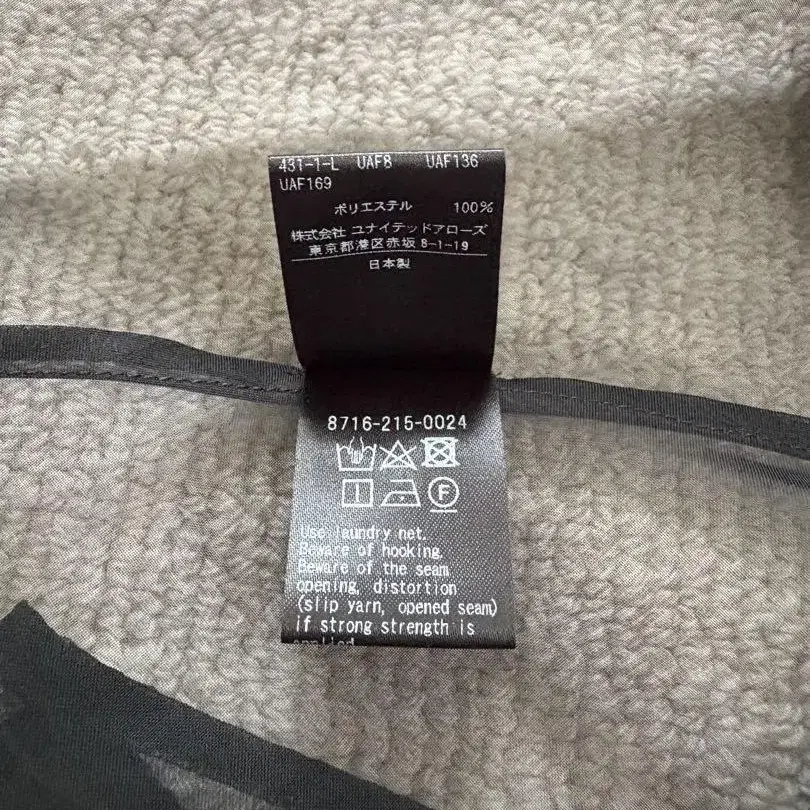 431-1-L UAF8 UAF136
UAF169
ポリエステル 100%
株式会社 ユナイテッドアローズ
東京都港区赤坂 8-1-19
日本製
8716-215-0024
F
Use laundry net.
Beware of hooking.
Beware of the seam
opening, distortion
(slip yarn, opened seam)
if strong strength is
applied